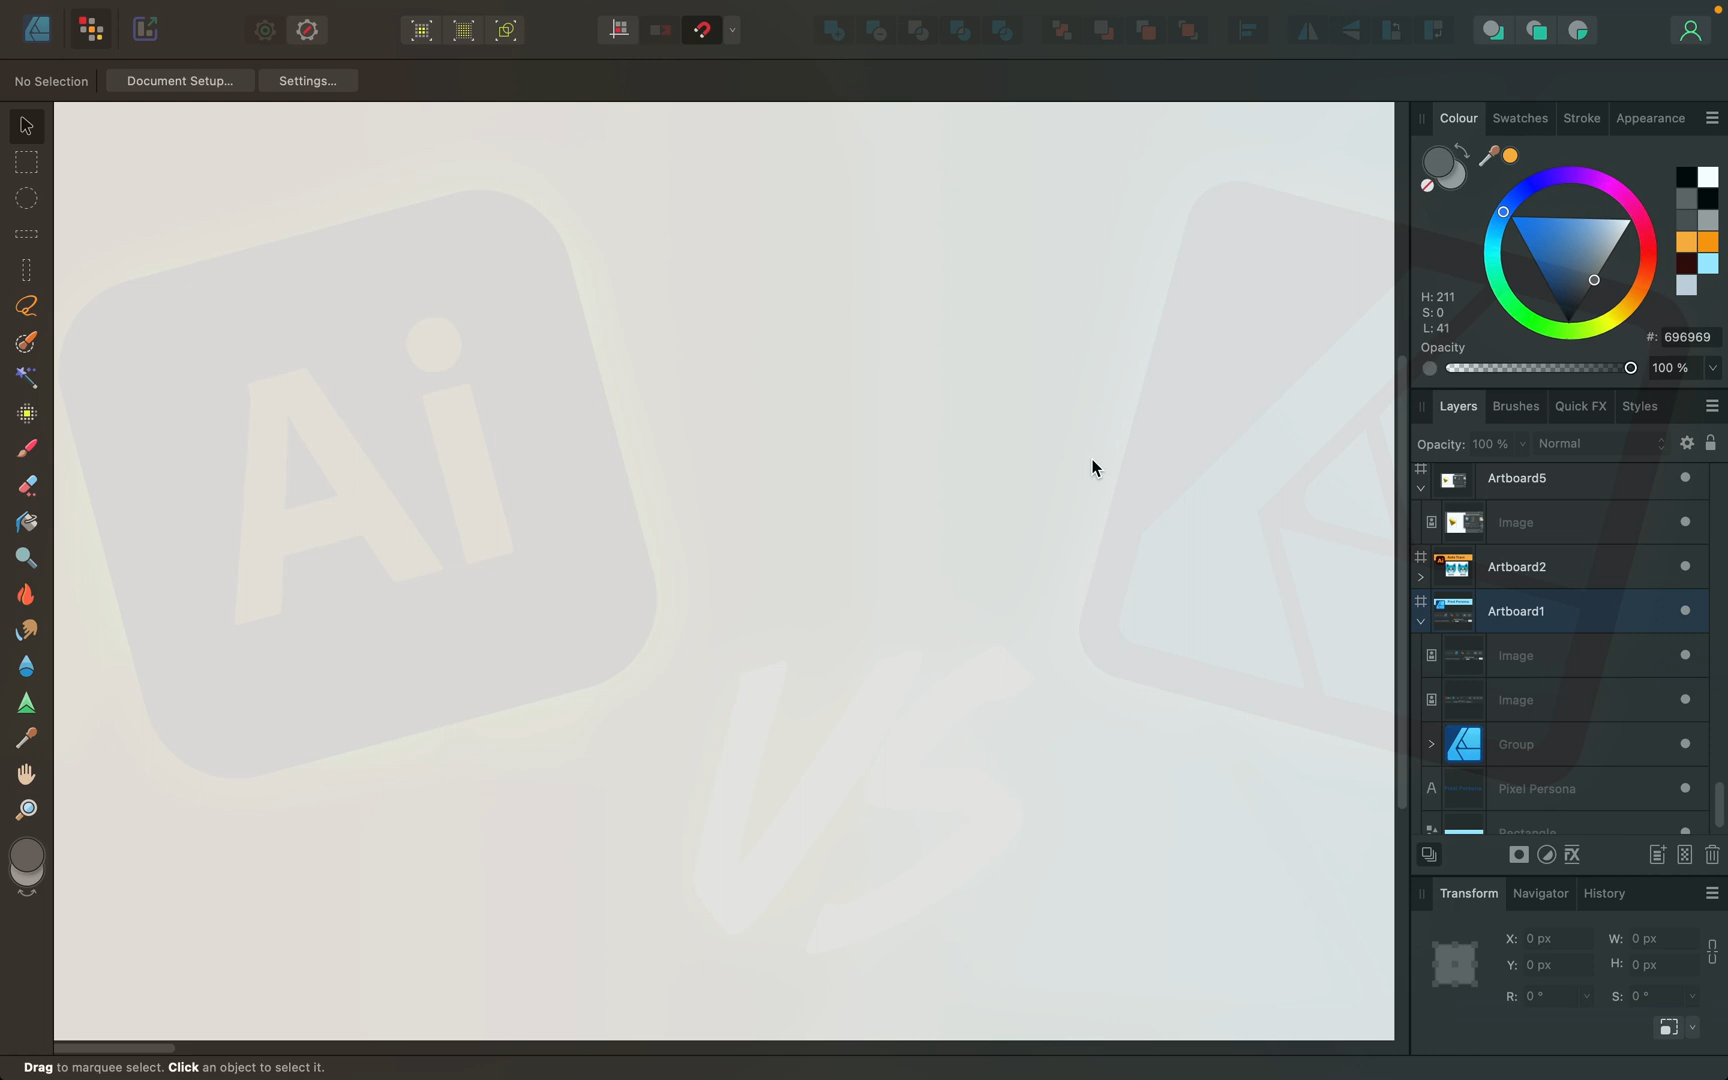 No Selection
Document Setup...
Settings...
Colour
Swatches
Stroke
Appearance
H: 211
S: 0
L: 41
#: 696969
Opacity
100 %
Layers
Brushes
Quick FX
Styles
Opacity: 100 %
Normal
Artboard5
Image
Artboard2
Artboard1
Image
Image
Group
A
Pixel Persona
Rectangle
FX
Transform
Navigator
History
X: 0 px
W: 0 px
Y: 0 px
H: 0 px
R: 0 °
S: 0 °
Ai
VS
Drag to marquee select. Click an object to select it.